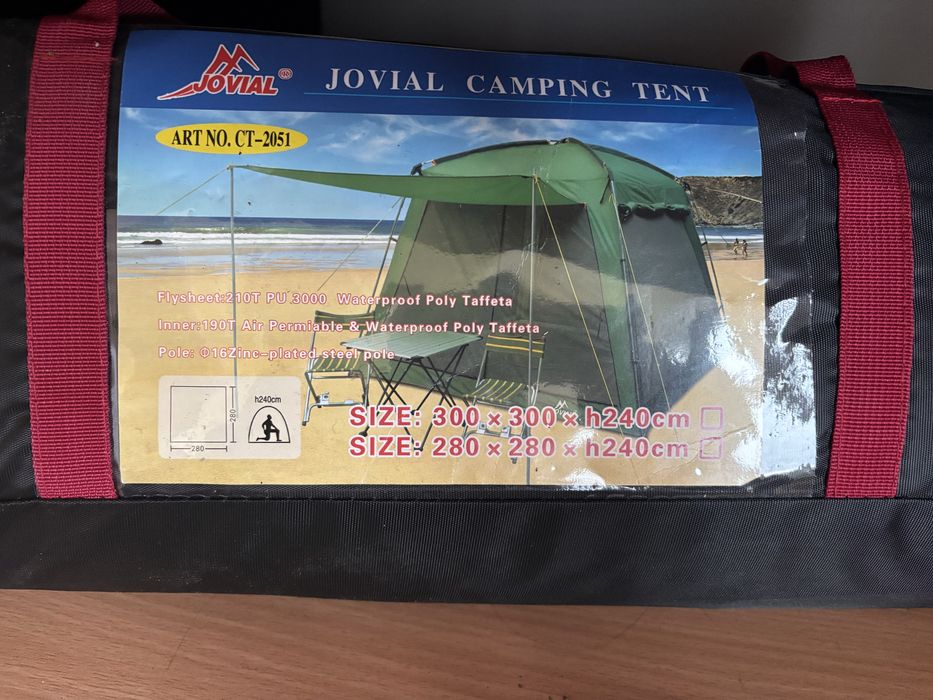 JOVIAL ®
JOVIAL CAMPING TENT
ART NO. CT-2051
Flysheet:210T PU 3000 Waterproof Poly Taffeta
Inner:190T Air Permiable & Waterproof Poly Taffeta
Pole: Φ16Zinc-plated steel pole
h240cm
280
280
SIZE: 300 × 300 × h240cm
SIZE: 280 × 280 × h240cm